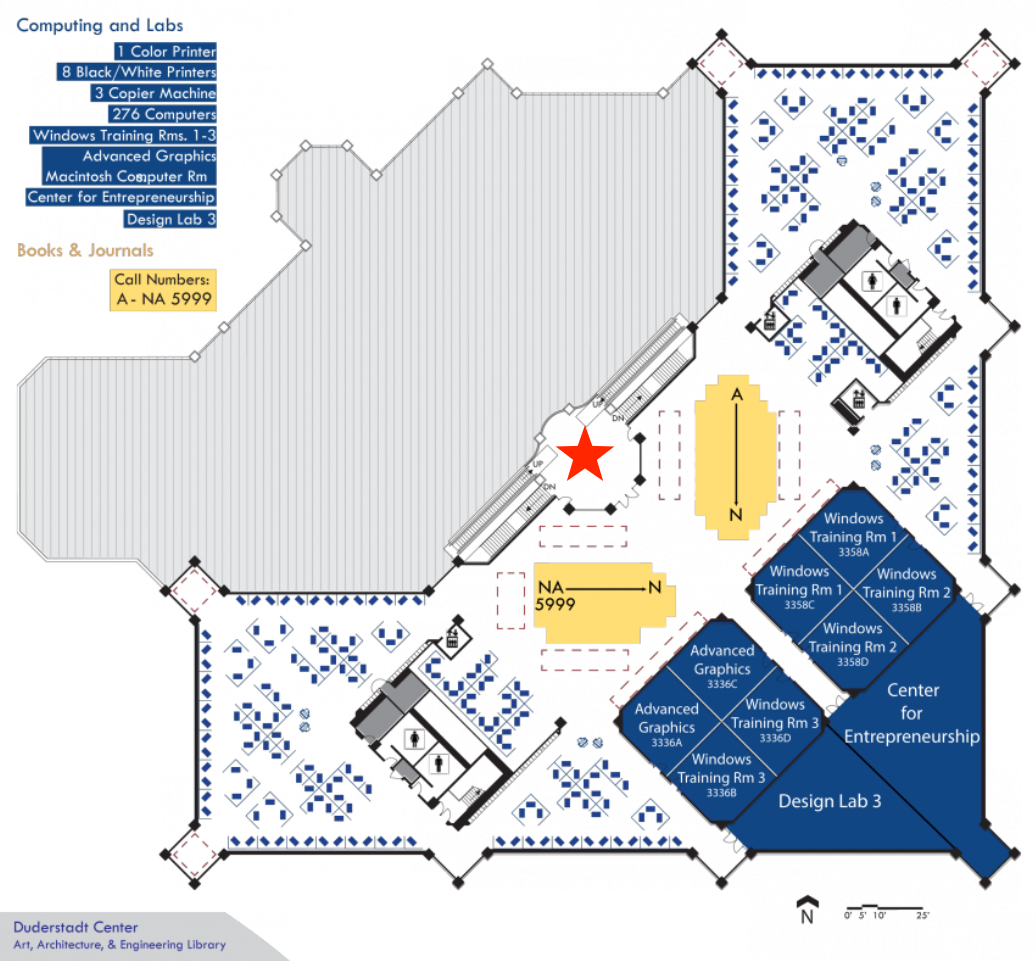 Computing and Labs
1 Color Printer
8 Black/White Printers
3 Copier Machine
276 Computers
Windows Training Rms. 1-3
Advanced Graphics
Macintosh Computer Rm
Center for Entrepreneurship
Design Lab 3
Books & Journals
Call Numbers:
A - NA 5999
UP
DN
UP
DN
A
N
NA
5999
N
Windows
Training Rm 1
3358A
Windows
Training Rm 1
3358C
Windows
Training Rm 2
3358B
Windows
Training Rm 2
3358D
Advanced
Graphics
3336C
Advanced
Graphics
3336A
Windows
Training Rm 3
3336D
Windows
Training Rm 3
3336B
Center
for
Entrepreneurship
Design Lab 3
N
0' 5' 10' 25'
Duderstadt Center
Art, Architecture, & Engineering Library